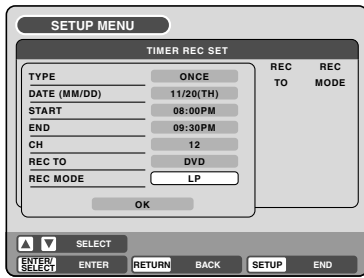 SETUP MENU
TIMER REC SET
REC REC
TO MODE
TYPE ONCE
DATE (MM/DD) 11/20(TH)
START 08:00PM
END 09:30PM
CH 12
REC TO DVD
REC MODE LP
OK
SELECT
ENTER/
SELECT ENTER RETURN BACK SETUP END